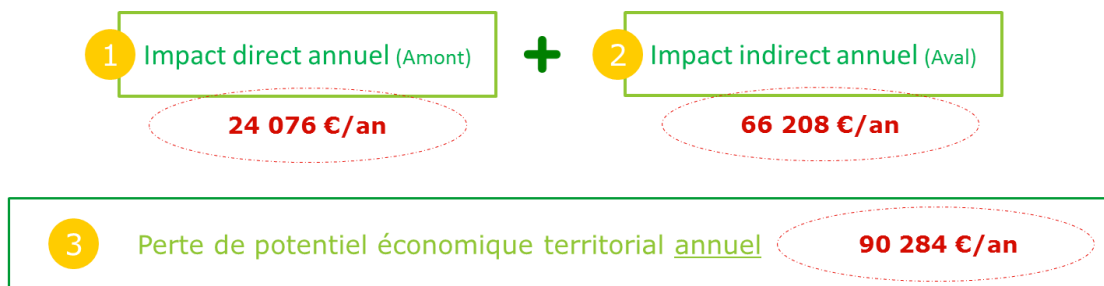 1 Impact direct annuel (Amont) + 2 Impact indirect annuel (Aval)
24 076 €/an 66 208 €/an
3 Perte de potentiel économique territorial annuel 90 284 €/an